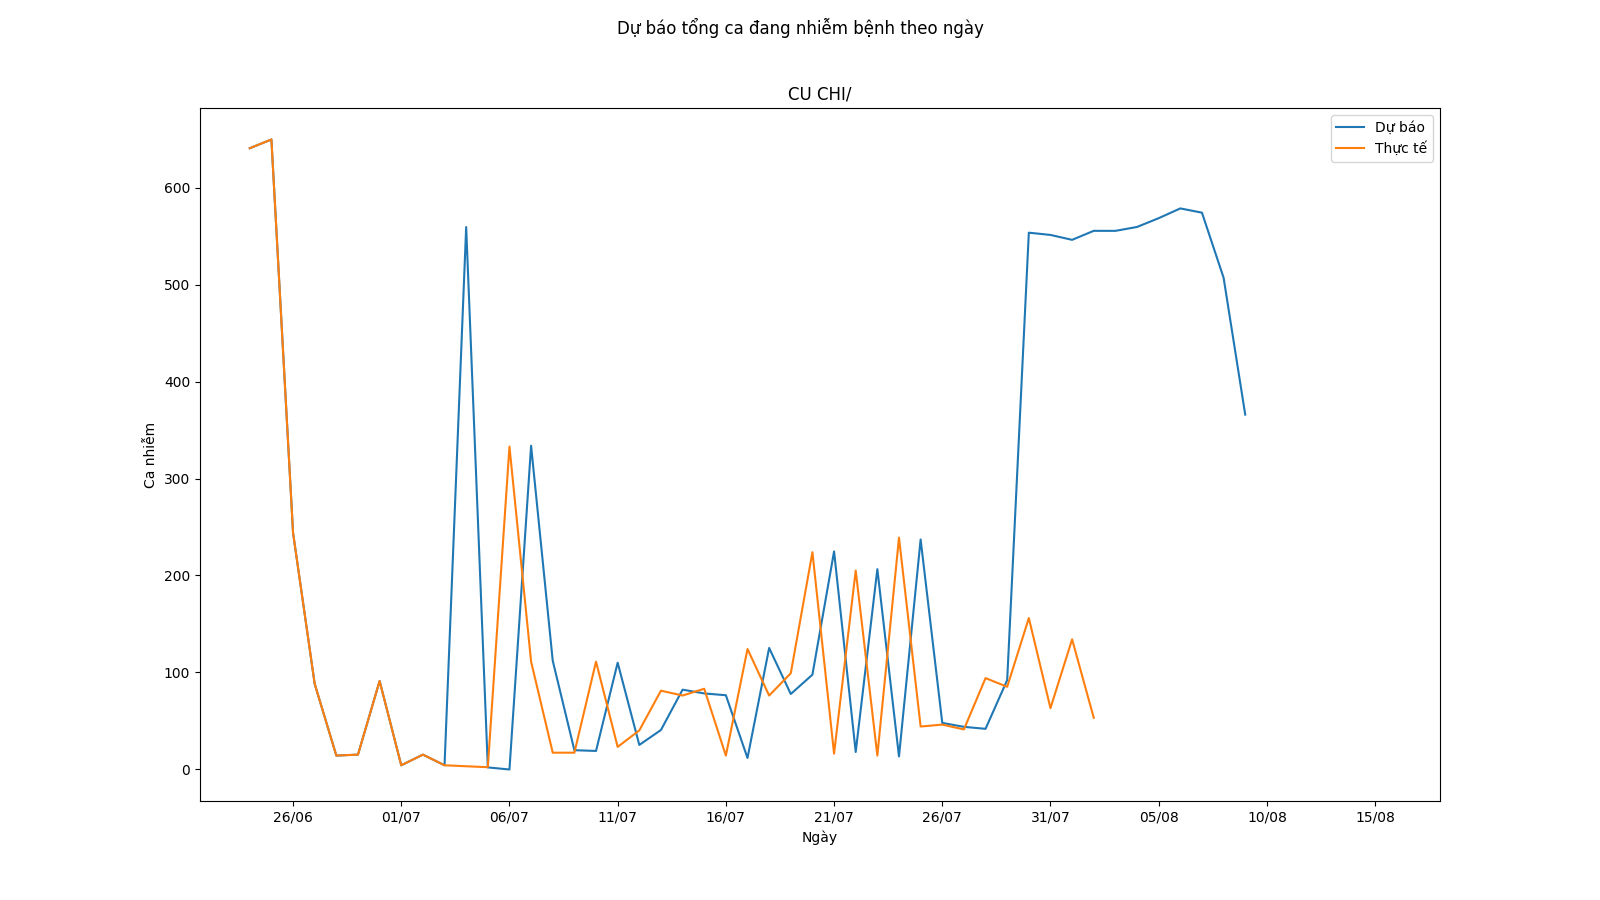 Dự báo tổng ca đang nhiễm bệnh theo ngày
CU CHI/
Dự báo
Thực tế
Ca nhiễm
600
500
400
300
200
100
0
26/06 01/07 06/07 11/07 16/07 21/07 26/07 31/07 05/08 10/08 15/08
Ngày